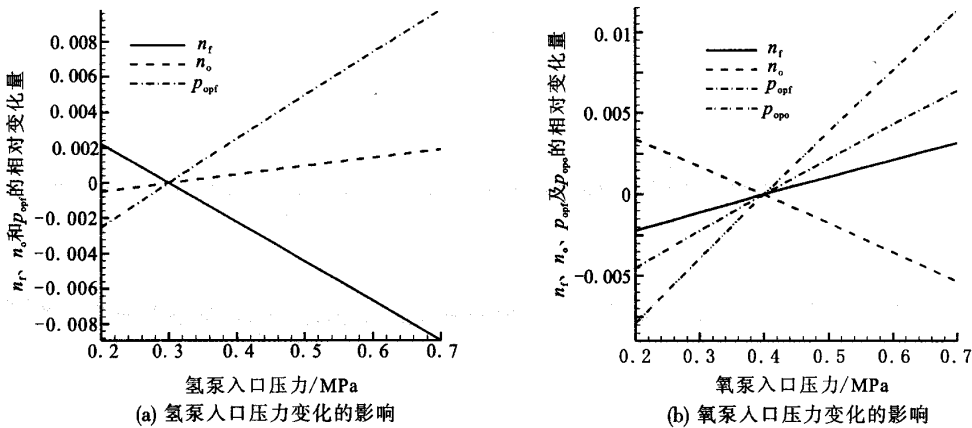 n_f、n_o和p_opf的相对变化量
0.008
0.006
0.004
0.002
0
-0.002
-0.004
-0.006
-0.008
n_f
n_o
p_opf
0.2 0.3 0.4 0.5 0.6 0.7
氢泵入口压力/MPa
(a) 氢泵入口压力变化的影响
n_f、n_o、p_opf及p_opo的相对变化量
0.01
0.005
0
-0.005
n_f
n_o
p_opf
p_opo
0.2 0.3 0.4 0.5 0.6 0.7
氧泵入口压力/MPa
(b) 氧泵入口压力变化的影响